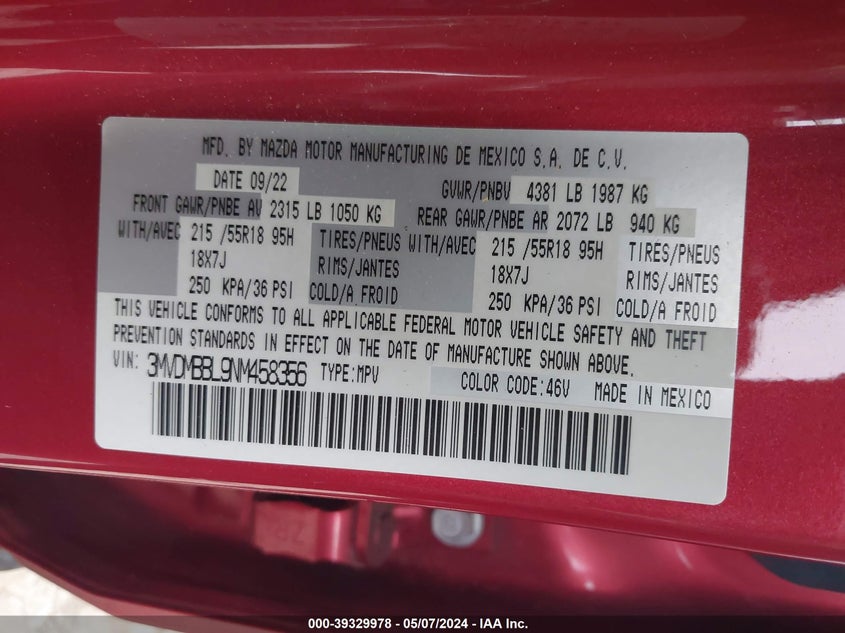 MFD. BY MAZDA MOTOR MANUFACTURING DE MEXICO S.A. DE C.V.
DATE 09/22 GVWR/PNBV 4381 LB 1987 KG
FRONT GAWR/PNBE AV 2315 LB 1050 KG REAR GAWR/PNBE AR 2072 LB 940 KG
WITH/AVEC 215 /55R18 95H TIRES/PNEUS WITH/AVEC 215 /55R18 95H TIRES/PNEUS
18X7J RIMS/JANTES 18X7J RIMS/JANTES
250 KPA/36 PSI COLD/A FROID 250 KPA/36 PSI COLD/A FROID
THIS VEHICLE CONFORMS TO ALL APPLICABLE FEDERAL MOTOR VEHICLE SAFETY AND THEFT
PREVENTION STANDARDS IN EFFECT ON THE DATE OF MANUFACTURE SHOWN ABOVE.
VIN: 3MVDMBBL9NM458356 TYPE:MPV COLOR CODE:46V MADE IN MEXICO
000-39329978 - 05/07/2024 - IAA Inc.